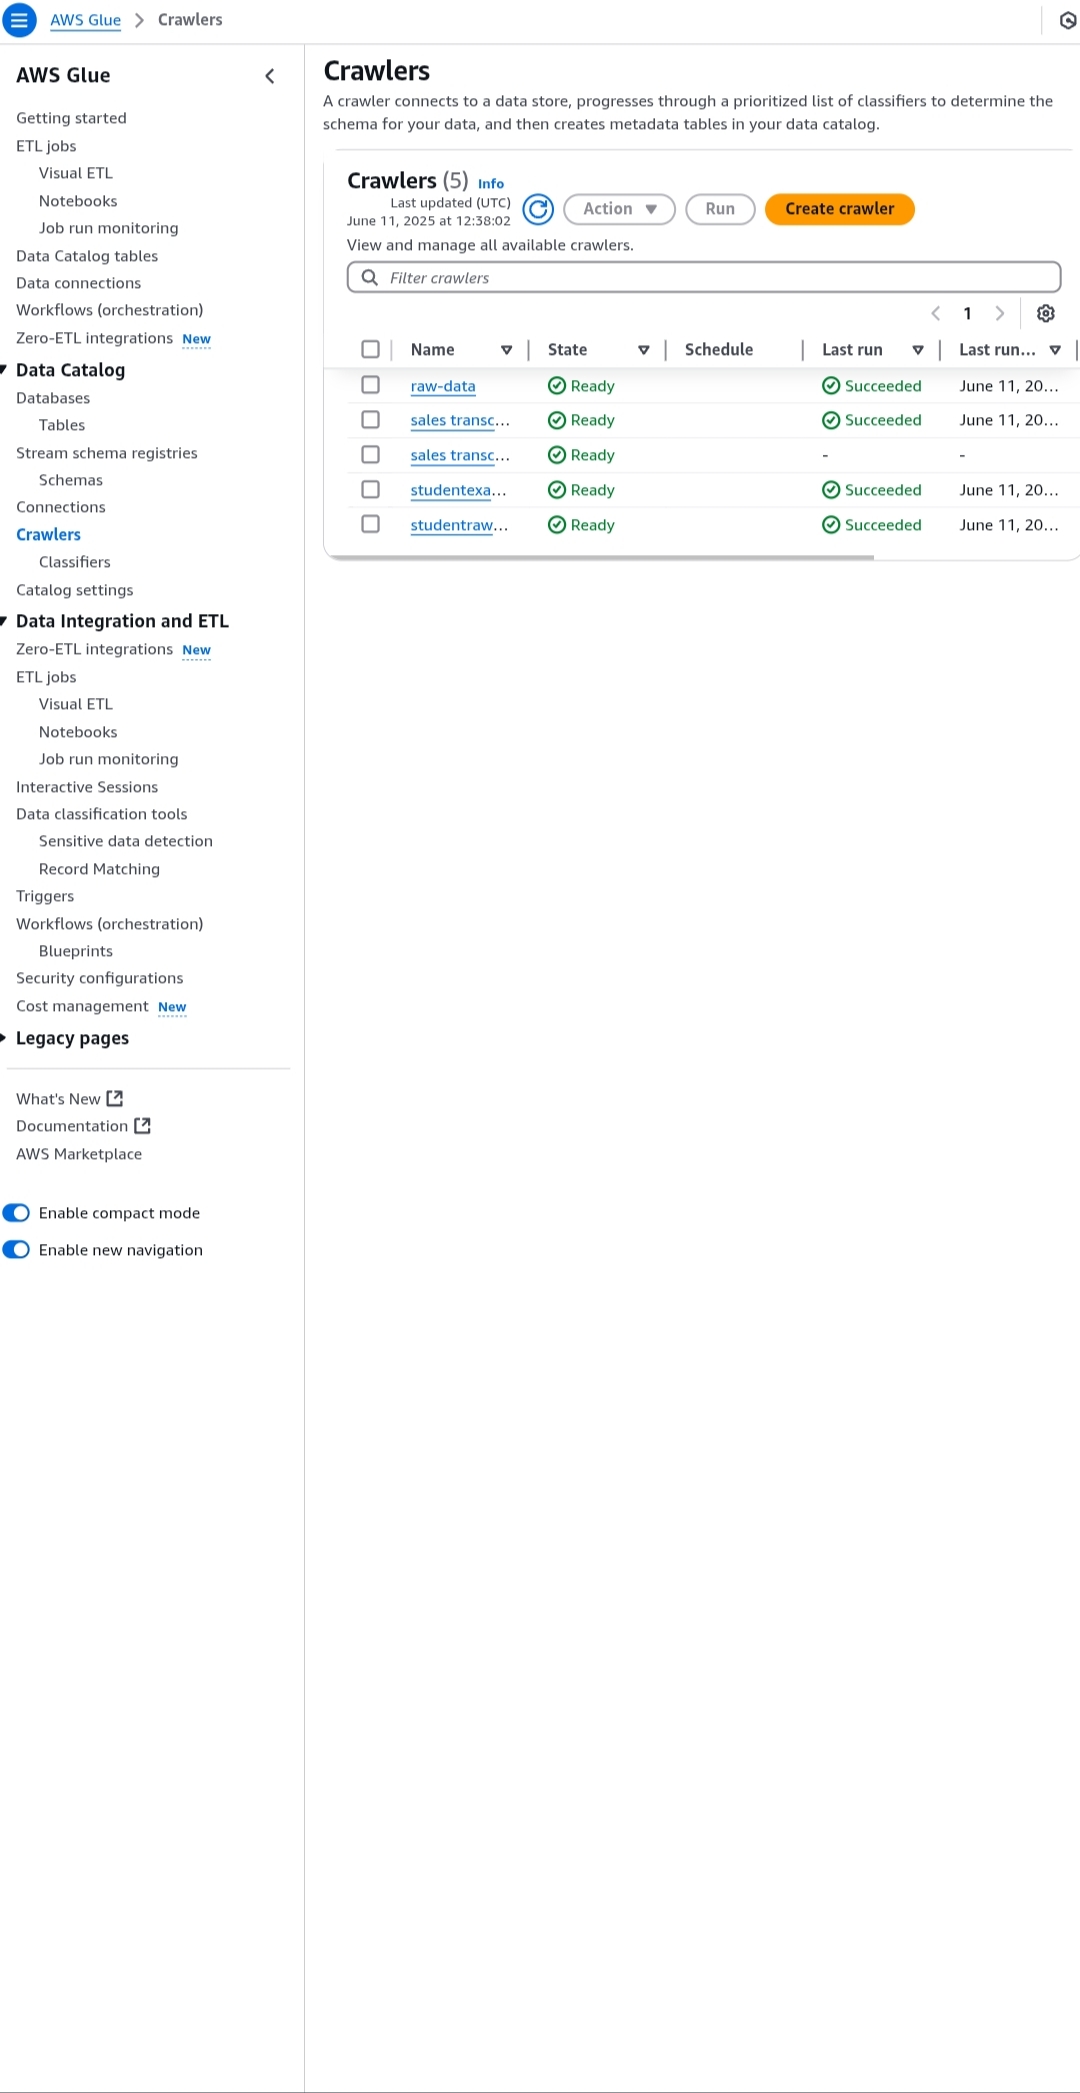 AWS Glue > Crawlers
AWS Glue
Getting started
ETL jobs
Visual ETL
Notebooks
Job run monitoring
Data Catalog tables
Data connections
Workflows (orchestration)
Zero-ETL integrations New
Data Catalog
Databases
Tables
Stream schema registries
Schemas
Connections
Crawlers
Classifiers
Catalog settings
Data Integration and ETL
Zero-ETL integrations New
ETL jobs
Visual ETL
Notebooks
Job run monitoring
Interactive Sessions
Data classification tools
Sensitive data detection
Record Matching
Triggers
Workflows (orchestration)
Blueprints
Security configurations
Cost management New
Legacy pages
What's New
Documentation
AWS Marketplace
Enable compact mode
Enable new navigation
Crawlers
A crawler connects to a data store, progresses through a prioritized list of classifiers to determine the
schema for your data, and then creates metadata tables in your data catalog.
Crawlers (5) Info
Last updated (UTC)
June 11, 2025 at 12:38:02
Action Run Create crawler
View and manage all available crawlers.
Filter crawlers
1
Name State Schedule Last run Last run...
raw-data Ready Succeeded June 11, 20...
sales transc... Ready Succeeded June 11, 20...
sales transc... Ready - -
studentexa... Ready Succeeded June 11, 20...
studentraw... Ready Succeeded June 11, 20...